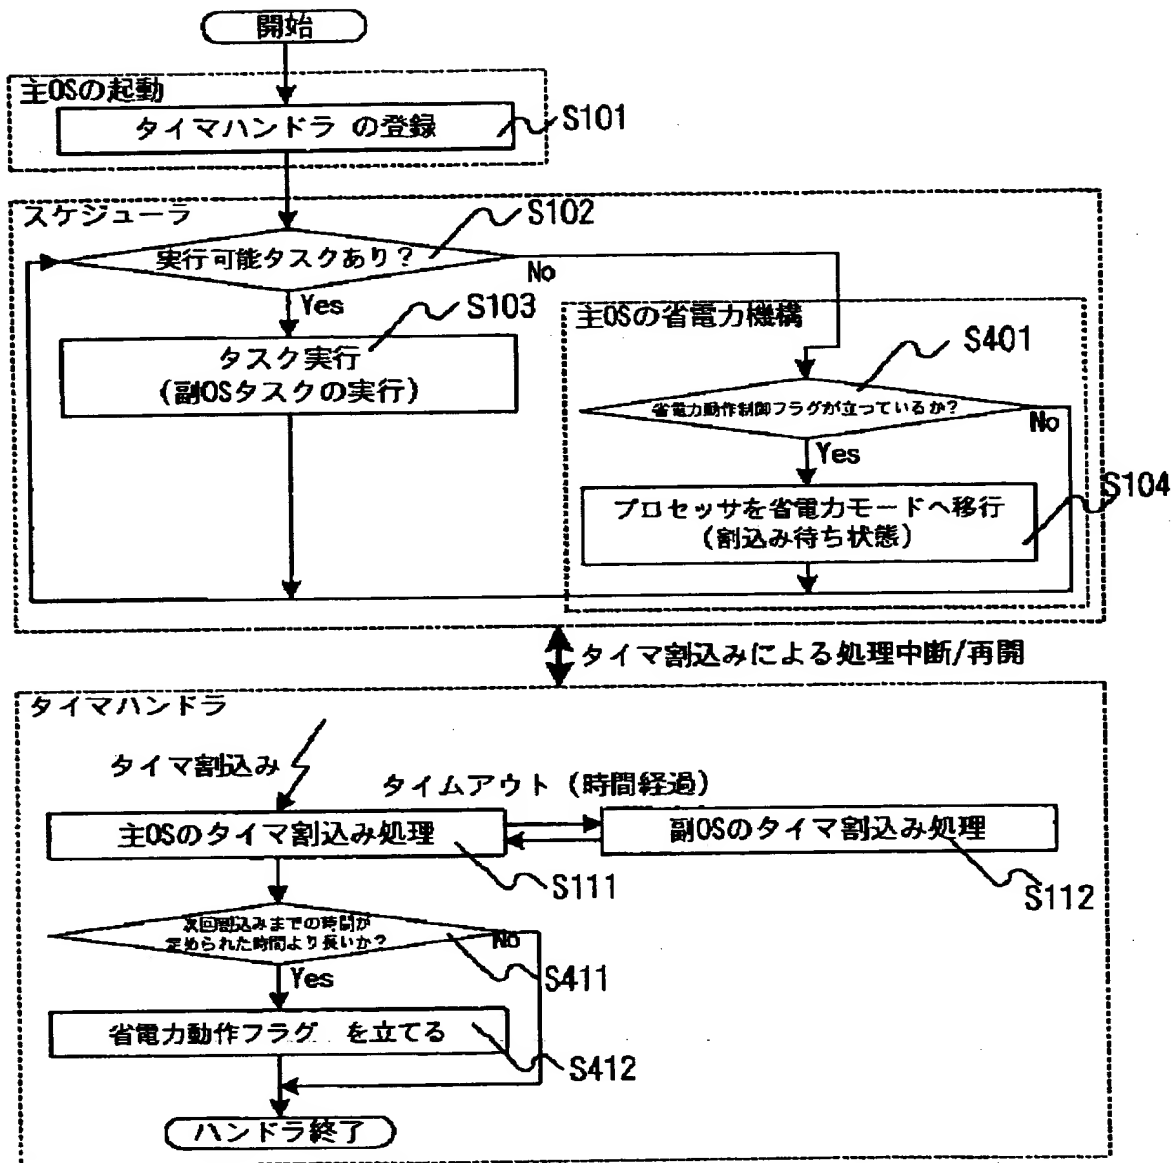 開始
主OSの起動
タイマハンドラ の登録
S101
スケジューラ
S102
実行可能タスクあり？
No
Yes
S103
タスク実行
(副OSタスクの実行)
主OSの省電力機構
S401
省電力動作制御フラグが立っているか？
No
Yes
S104
プロセッサを省電力モードへ移行
(割込み待ち状態)
タイマ割込みによる処理中断/再開
タイマハンドラ
タイマ割込み
タイムアウト (時間経過)
主OSのタイマ割込み処理
副OSのタイマ割込み処理
S111
S112
次回割込みまでの時間が
定められた時間より長いか？
No
Yes
S411
省電力動作フラグ を立てる
S412
ハンドラ終了